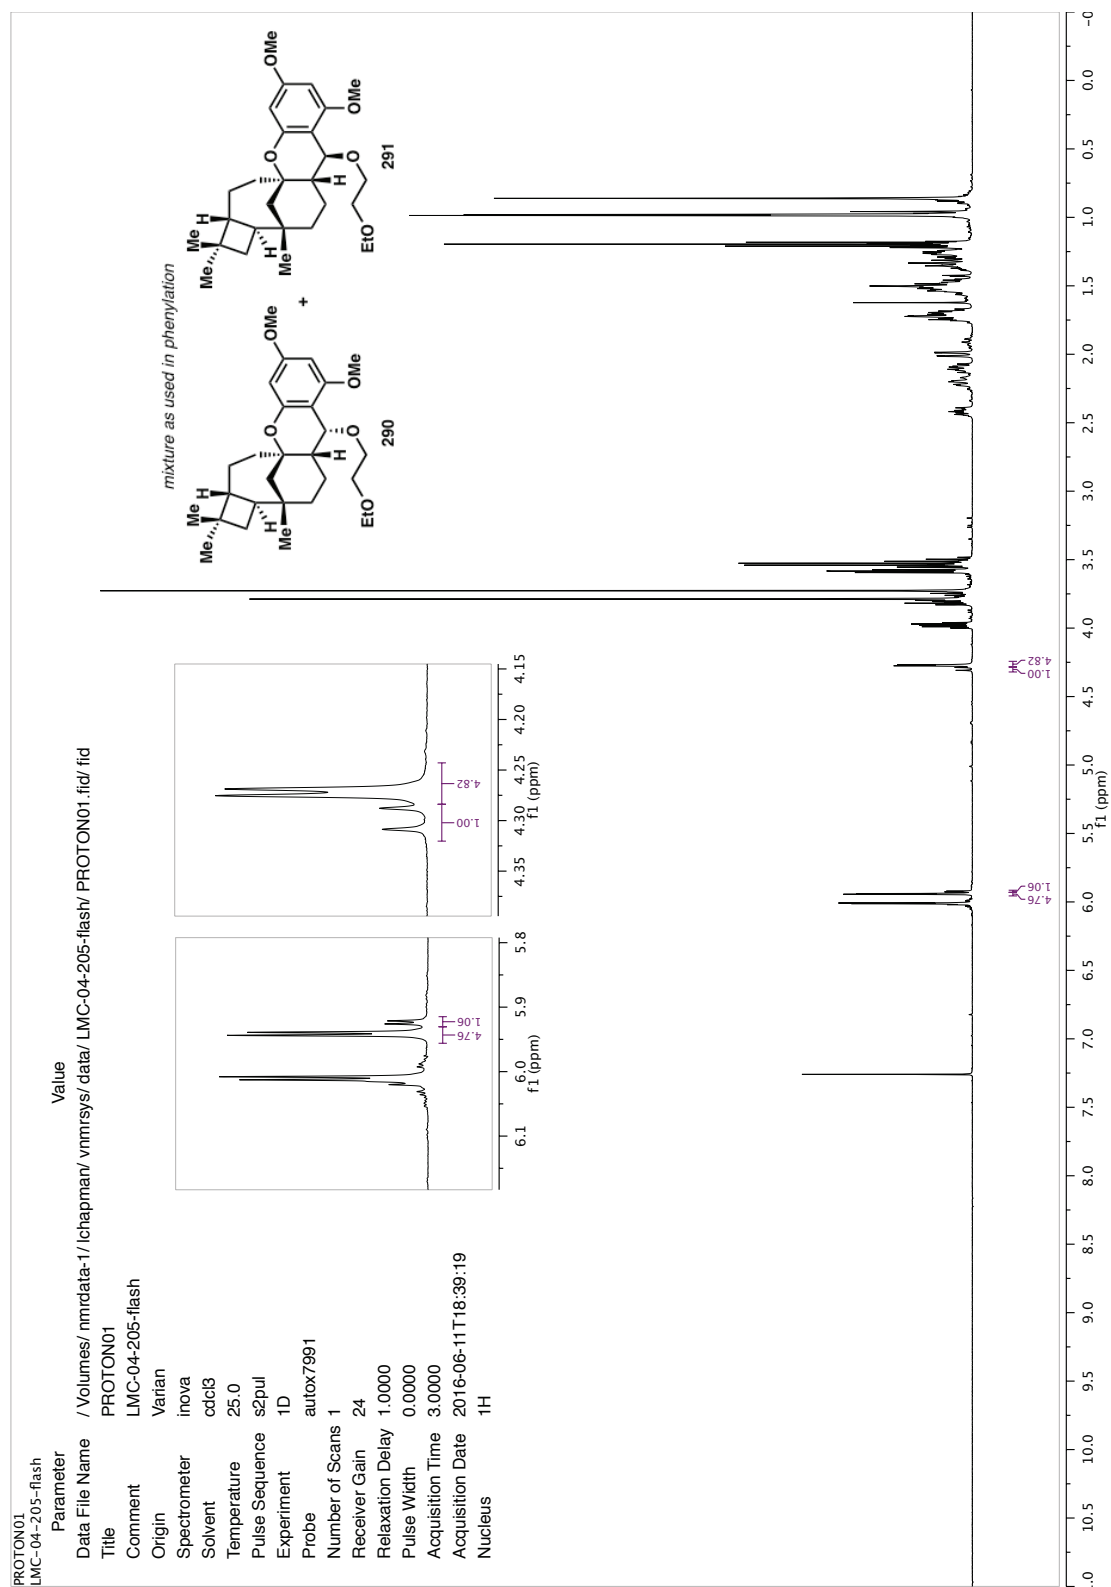 PROTON01
LMC-04-205-flash
Parameter Value
Data File Name / Volumes/ nmrdata-1/ lchapman/ vnmrsys/ data/ LMC-04-205-flash/ PROTON01.fid/ fid
Title PROTON01
Comment LMC-04-205-flash
Origin Varian
Spectrometer inova
Solvent cdcl3
Temperature 25.0
Pulse Sequence s2pul
Experiment 1D
Probe autox7991
Number of Scans 1
Receiver Gain 24
Relaxation Delay 1.0000
Pulse Width 0.0000
Acquisition Time 3.0000
Acquisition Date 2016-06-11T18:39:19
Nucleus 1H
mixture as used in phenylation
Me
Me
H
H
Me
O
H
O
EtO
OMe
OMe
290
+
Me
Me
H
H
Me
O
H
O
EtO
OMe
OMe
291
4.76
1.06
6.1 6.0 5.9 5.8
f1 (ppm)
1.00
4.82
4.35 4.30 4.25 4.20 4.15
f1 (ppm)
4.76
1.06
1.00
4.82
.0 10.5 10.0 9.5 9.0 8.5 8.0 7.5 7.0 6.5 6.0 5.5 5.0 4.5 4.0 3.5 3.0 2.5 2.0 1.5 1.0 0.5 0.0 -0
f1 (ppm)